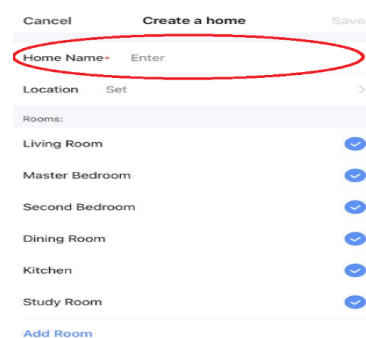 Cancel Create a home Save
Home Name* Enter
Location Set >
Rooms:
Living Room
Master Bedroom
Second Bedroom
Dining Room
Kitchen
Study Room
Add Room